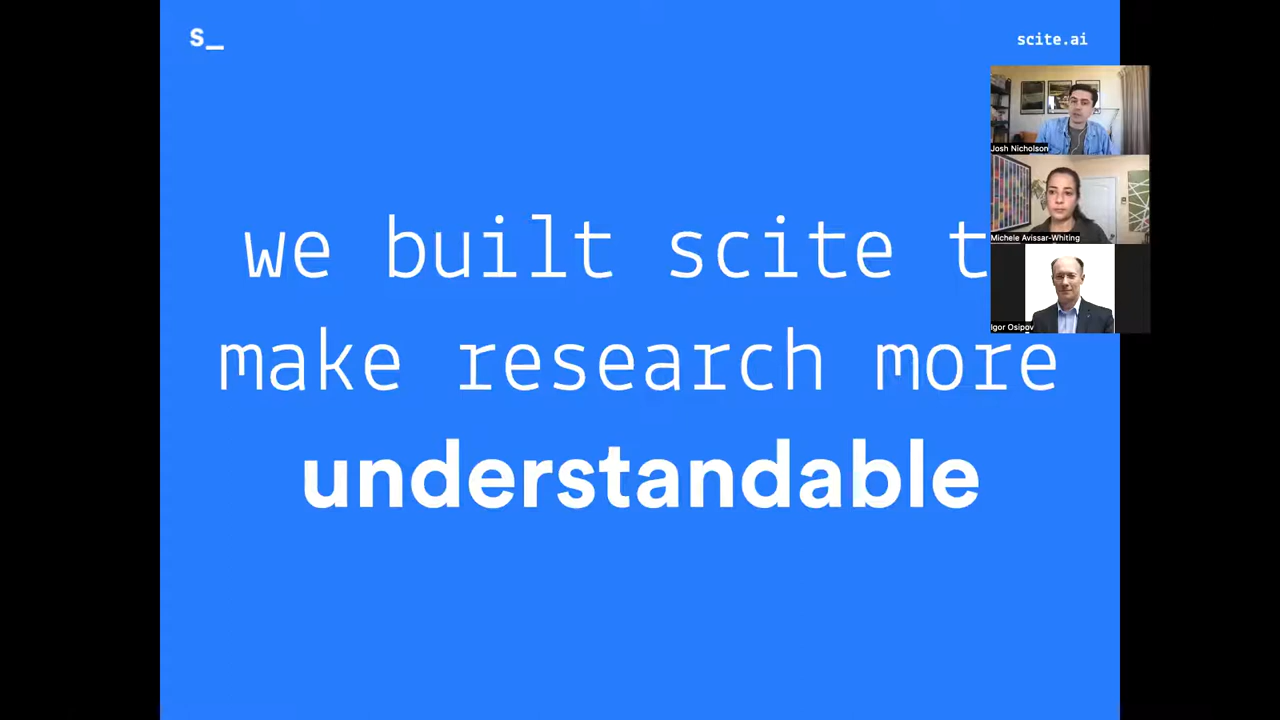 s_
scite.ai
Josh Nicholson
Michele Avissar-Whiting
Igor Osipov
we built scite t
make research more
understandable